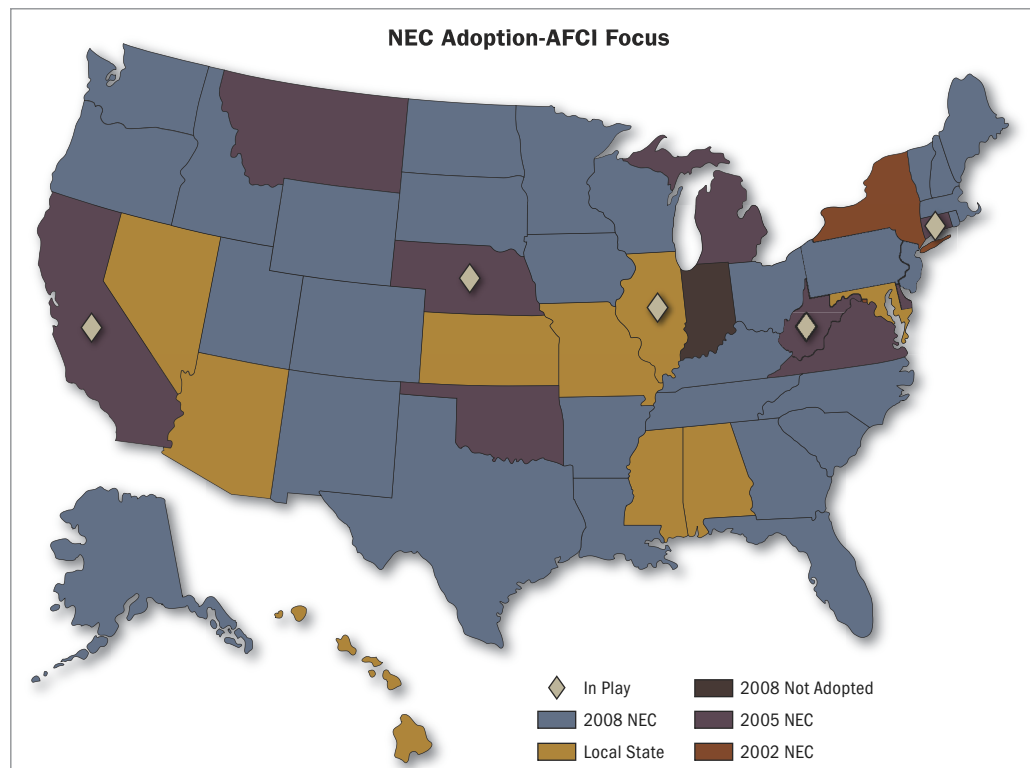 NEC Adoption-AFCI Focus
In Play
2008 NEC
Local State
2008 Not Adopted
2005 NEC
2002 NEC